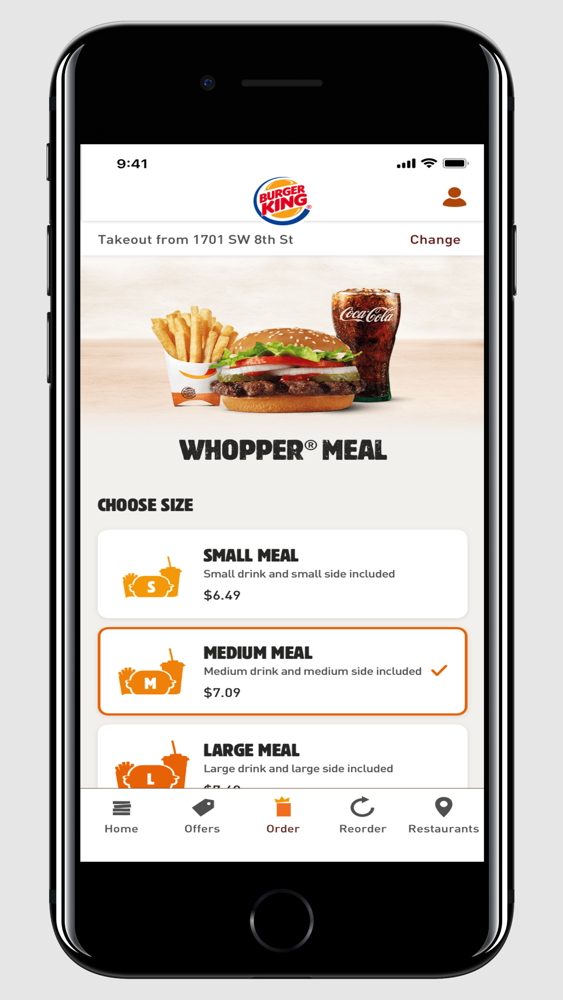 9:41
BURGER
KING®
Takeout from 1701 SW 8th St
Change
Coca-Cola
WHOPPER® MEAL
CHOOSE SIZE
S
SMALL MEAL
Small drink and small side included
$6.49
M
MEDIUM MEAL
Medium drink and medium side included
$7.09
L
LARGE MEAL
Large drink and large side included
Home
Offers
Order
Reorder
Restaurants